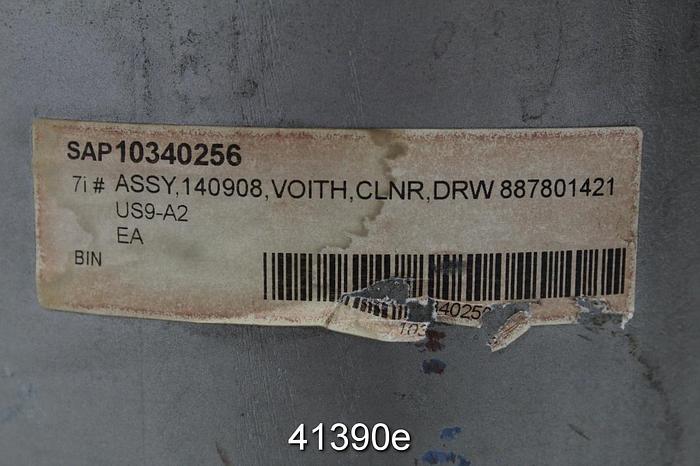 SAP10340256
7i # ASSY,140908,VOITH,CLNR,DRW 887801421
US9-A2
EA
BIN
41390e